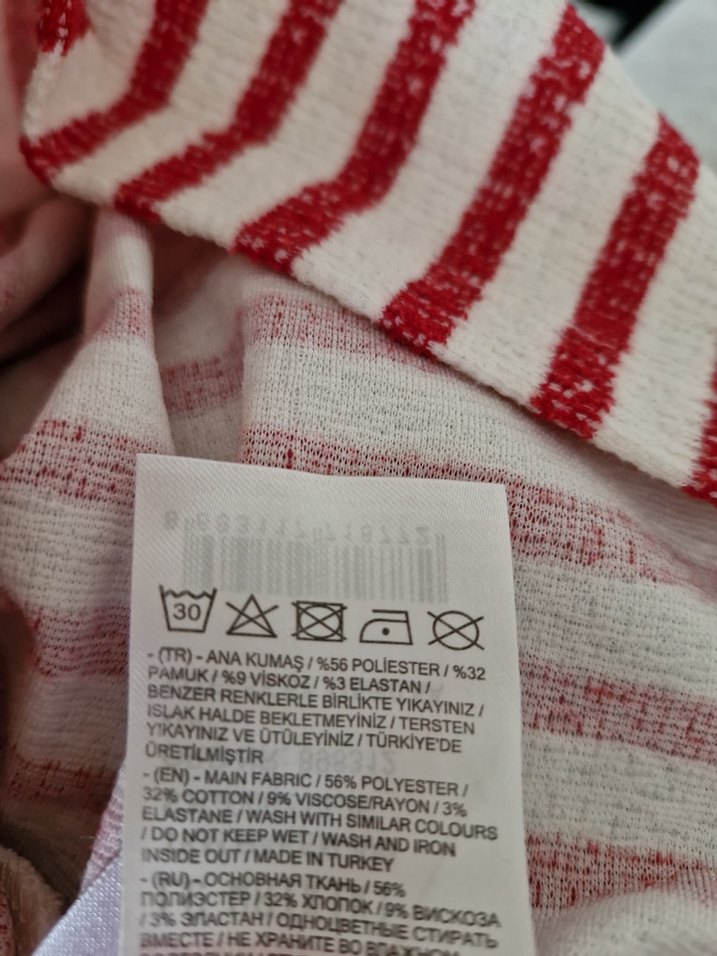 30
- (TR) - ANA KUMAŞ / %56 POLİESTER / %32
PAMUK / %9 VİSKOZ / %3 ELASTAN /
BENZER RENKLERLE BİRLİKTE YIKAYINIZ /
ISLAK HALDE BEKLETMEYİNİZ / TERSTEN
YIKAYINIZ VE ÜTÜLEYİNİZ / TÜRKİYE'DE
ÜRETİLMİŞTİR
- (EN) - MAIN FABRIC / 56% POLYESTER /
32% COTTON / 9% VISCOSE/RAYON / 3%
ELASTANE / WASH WITH SIMILAR COLOURS
/ DO NOT KEEP WET / WASH AND IRON
INSIDE OUT / MADE IN TURKEY
- (RU) - ОСНОВНАЯ ТКАНЬ / 56%
ПОЛИЭСТЕР / 32% ХЛОПОК / 9% ВИСКОЗА
/ 3% ЭЛАСТАН / ОДНОЦВЕТНЫЕ СТИРАТЬ
ВМЕСТЕ / НЕ ХРАНИТЕ ВО ВЛАЖНОМ